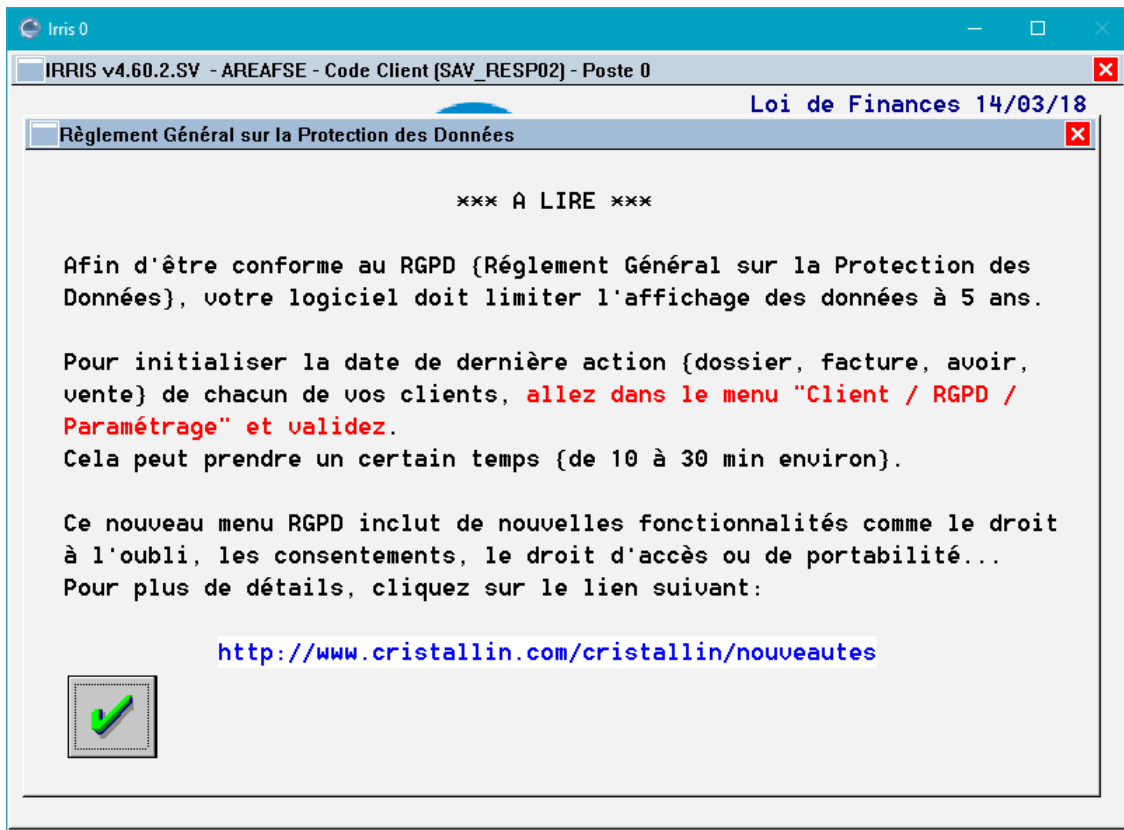 Irris 0
IRRIS v4.60.2.SV - AREAFSE - Code Client (SAV_RESP02) - Poste 0
Loi de Finances 14/03/18
Règlement Général sur la Protection des Données
*** A LIRE ***
Afin d'être conforme au RGPD {Réglement Général sur la Protection des
Données}, votre logiciel doit limiter l'affichage des données à 5 ans.
Pour initialiser la date de dernière action {dossier, facture, avoir,
vente} de chacun de vos clients, allez dans le menu "Client / RGPD /
Paramétrage" et validez.
Cela peut prendre un certain temps {de 10 à 30 min environ}.
Ce nouveau menu RGPD inclut de nouvelles fonctionnalités comme le droit
à l'oubli, les consentements, le droit d'accès ou de portabilité...
Pour plus de détails, cliquez sur le lien suivant:
http://www.cristallin.com/cristallin/nouveautes